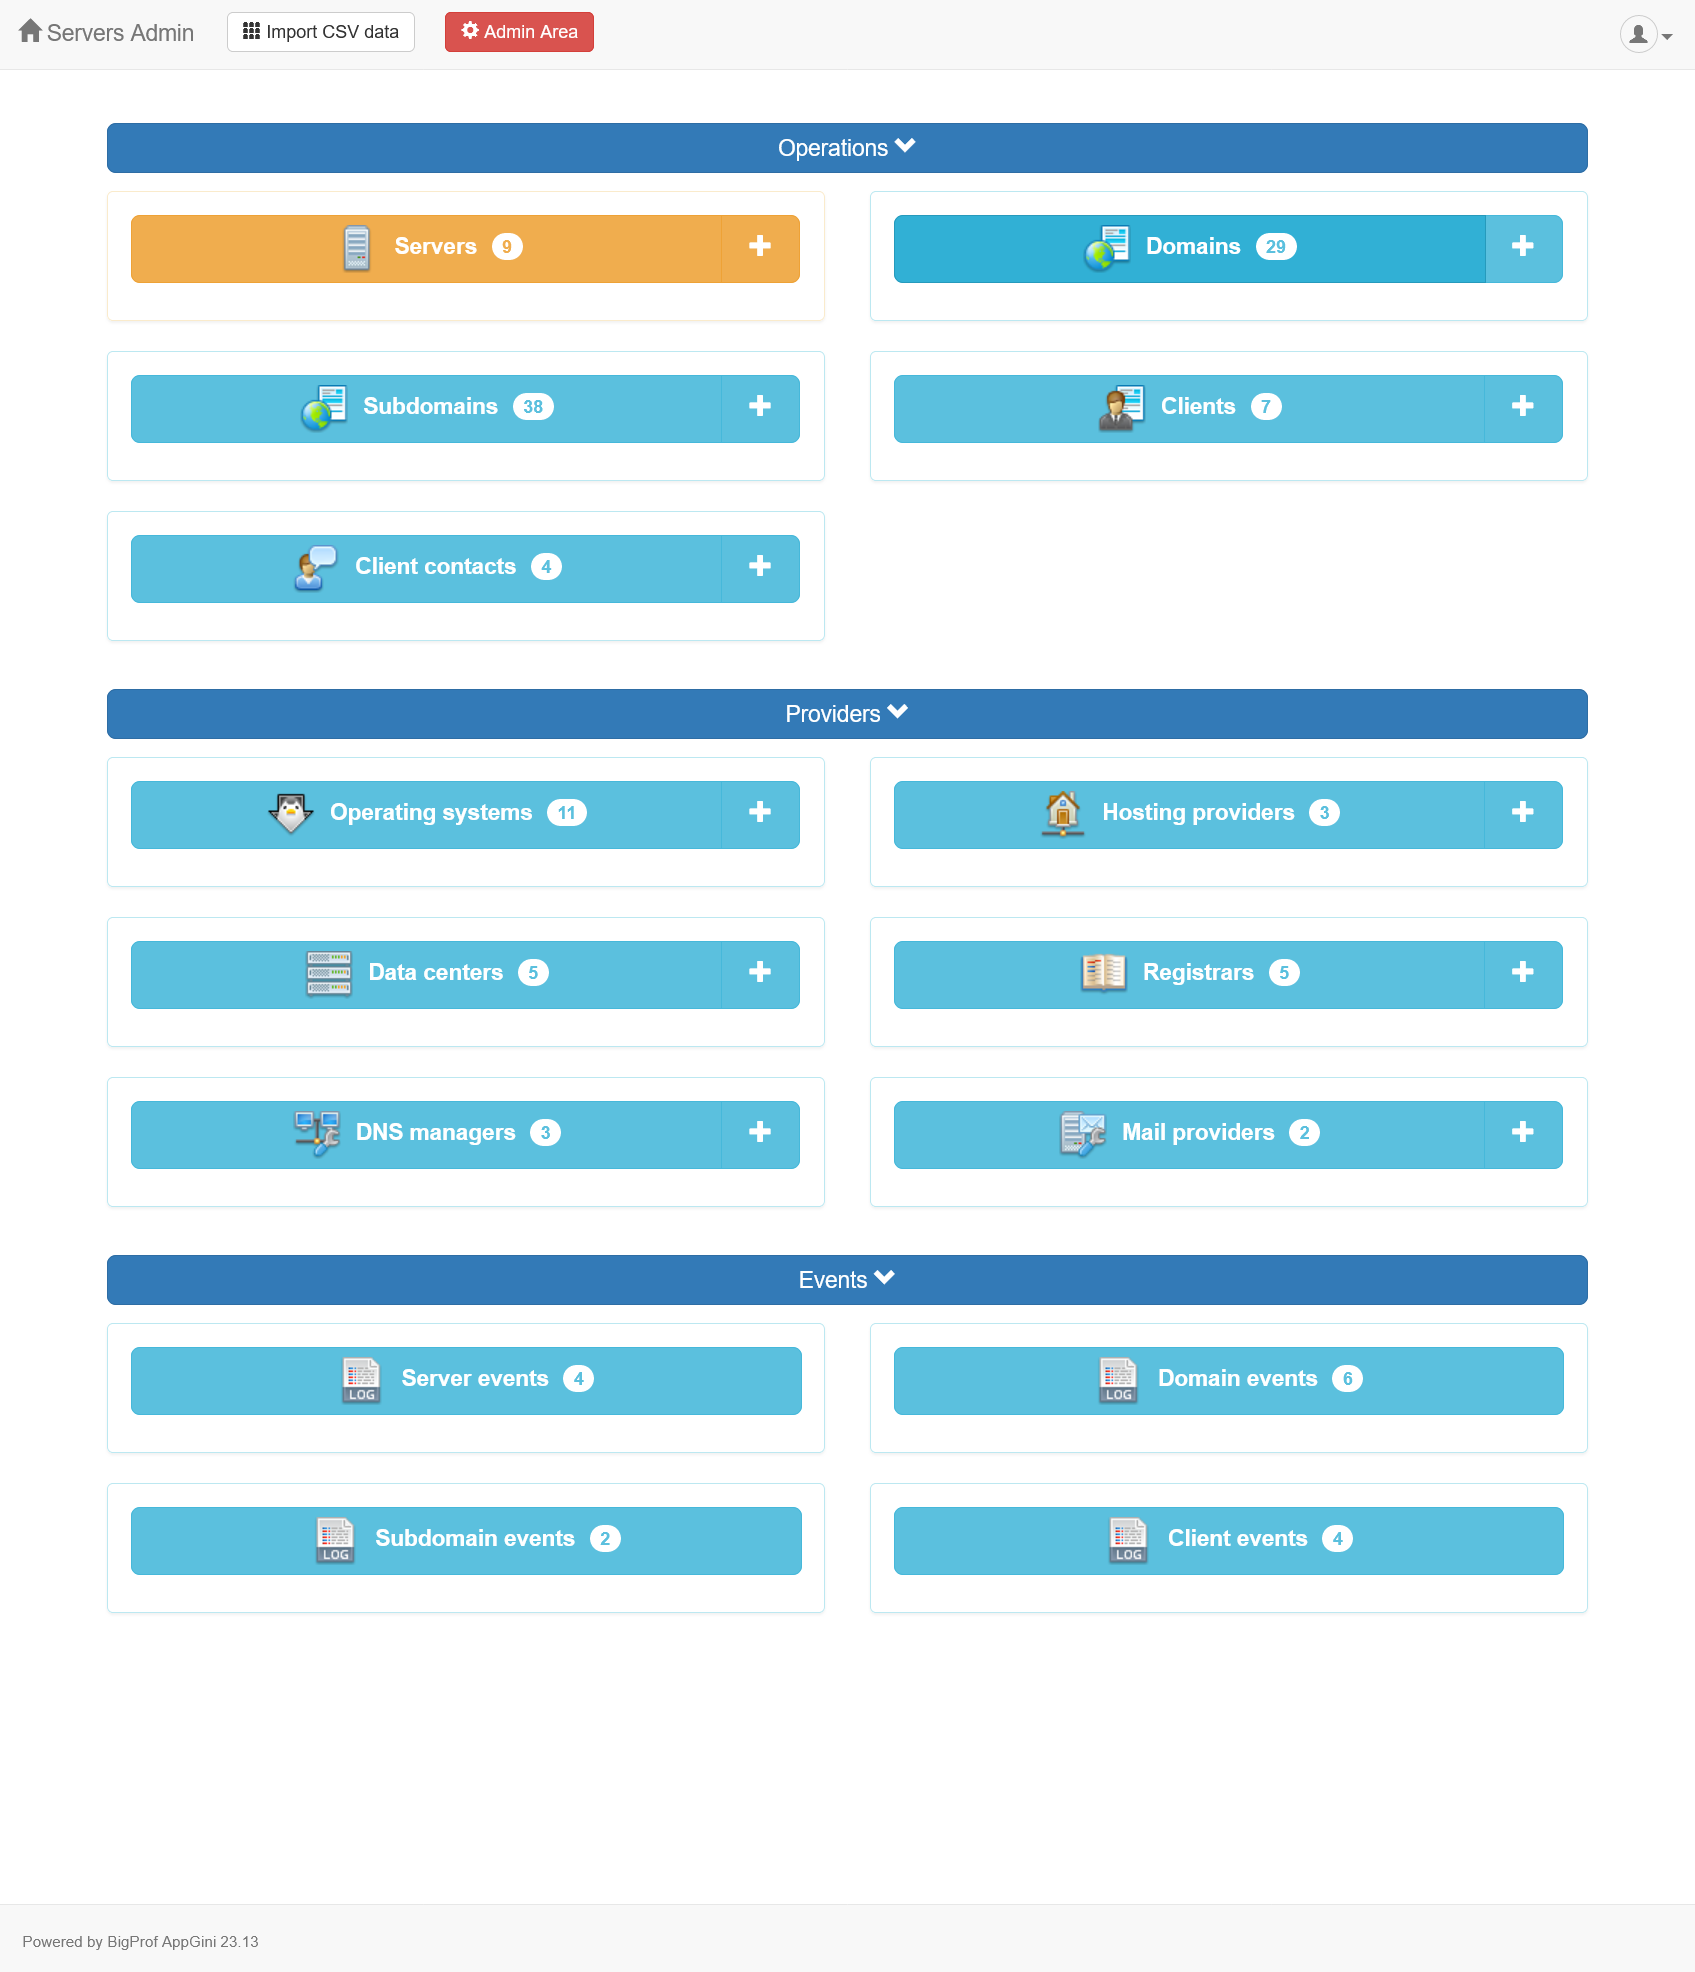 Servers Admin
Import CSV data
Admin Area
Operations
Servers 9
Domains 29
Subdomains 38
Clients 7
Client contacts 4
Providers
Operating systems 11
Hosting providers 3
Data centers 5
Registrars 5
DNS managers 3
Mail providers 2
Events
LOG Server events 4
LOG Domain events 6
LOG Subdomain events 2
LOG Client events 4
Powered by BigProf AppGini 23.13